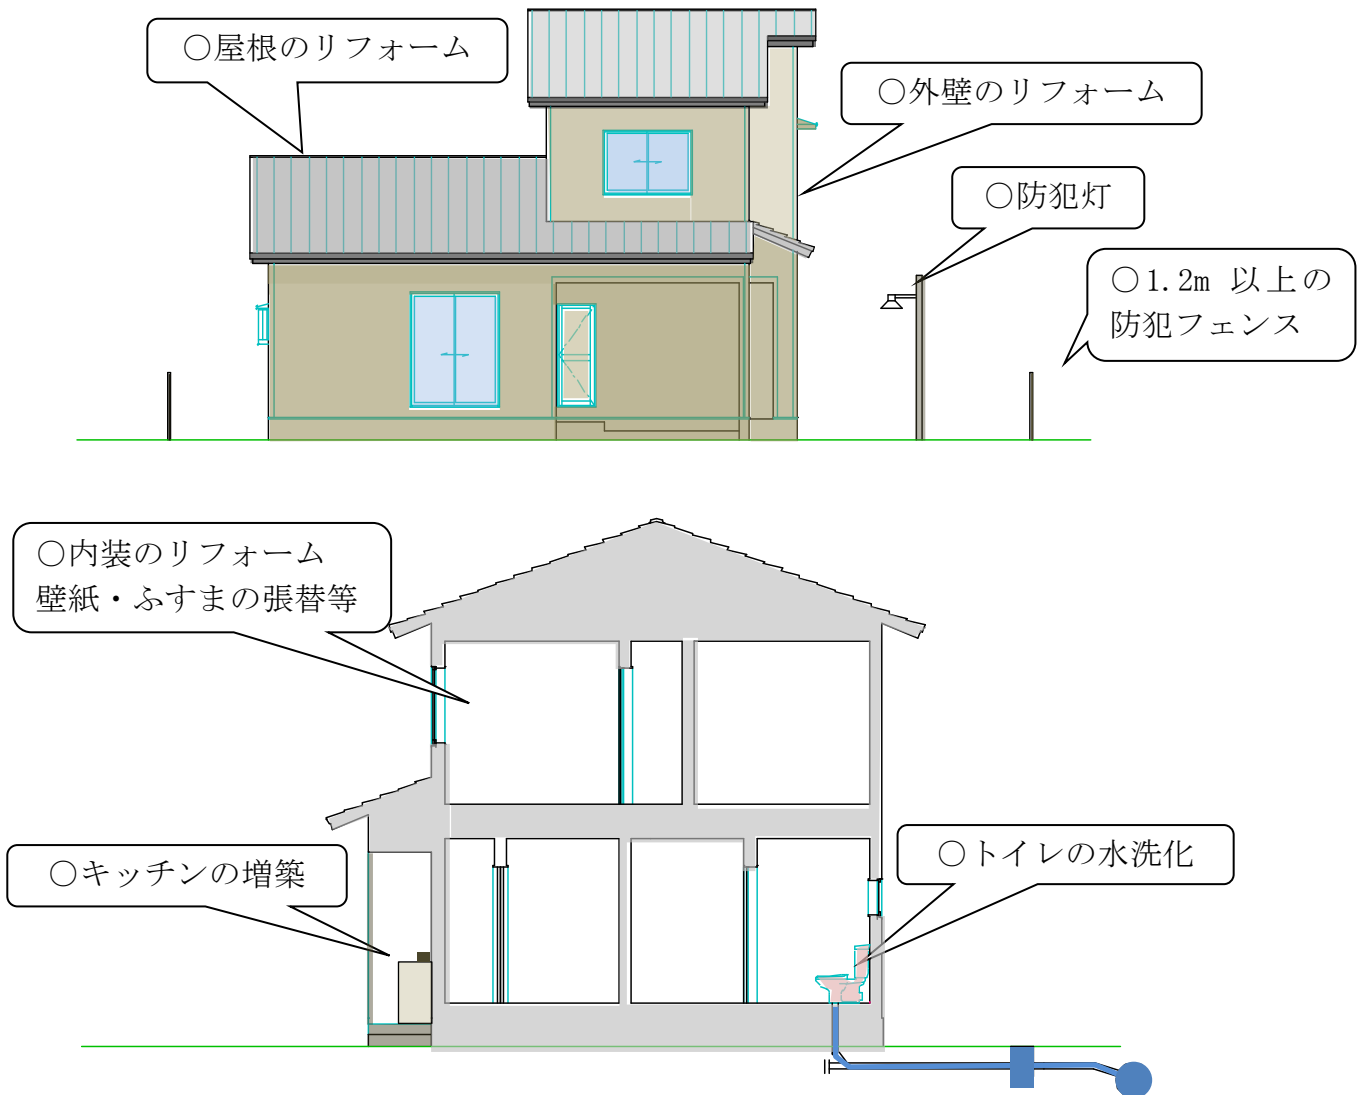 ○屋根のリフォーム
○外壁のリフォーム
○防犯灯
○1.2m 以上の
防犯フェンス
○内装のリフォーム
壁紙・ふすまの張替等
○キッチンの増築
○トイレの水洗化